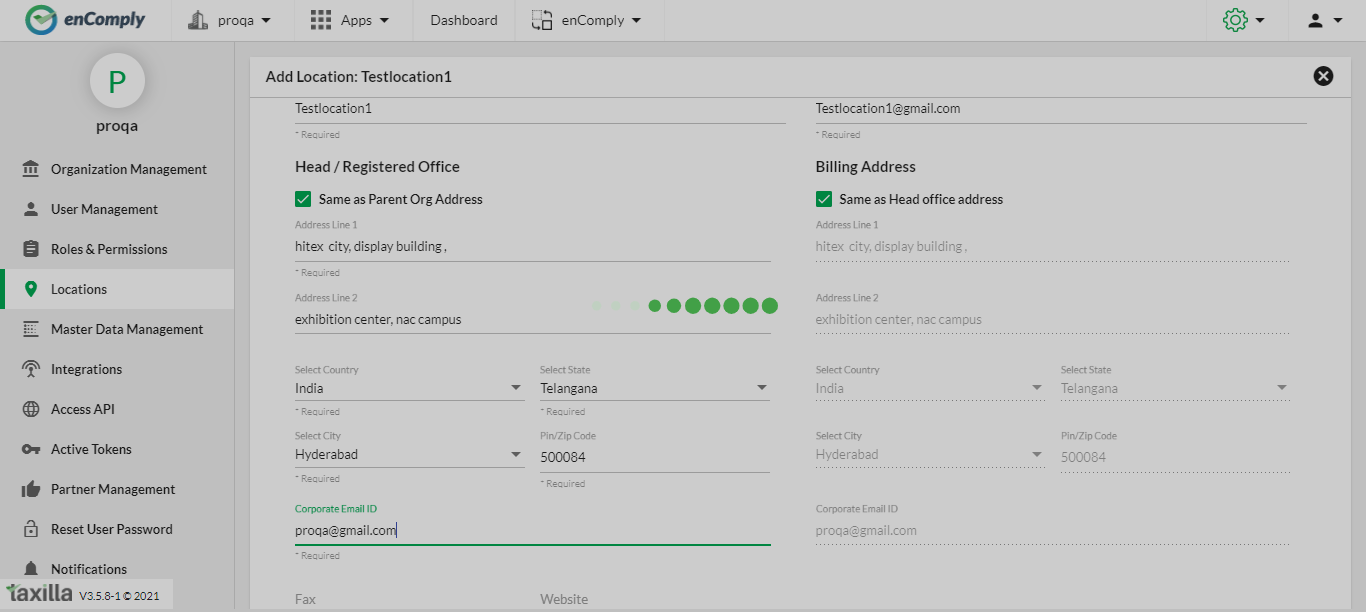 enComply
proqa
Apps
Dashboard
enComply
P
proqa
Organization Management
User Management
Roles & Permissions
Locations
Master Data Management
Integrations
Access API
Active Tokens
Partner Management
Reset User Password
Notifications
taxilla V3.5.8-1 © 2021
Add Location: Testlocation1
Testlocation1 Testlocation1@gmail.com
* Required * Required
Head / Registered Office Billing Address
Same as Parent Org Address Same as Head office address
Address Line 1 Address Line 1
hitex city, display building , hitex city, display building ,
* Required
Address Line 2 Address Line 2
exhibition center, nac campus exhibition center, nac campus
Select Country Select State Select Country Select State
India Telangana India Telangana
* Required * Required
Select City Pin/Zip Code Select City Pin/Zip Code
Hyderabad 500084 Hyderabad 500084
* Required * Required
Corporate Email ID Corporate Email ID
proqa@gmail.com proqa@gmail.com
* Required
Fax Website